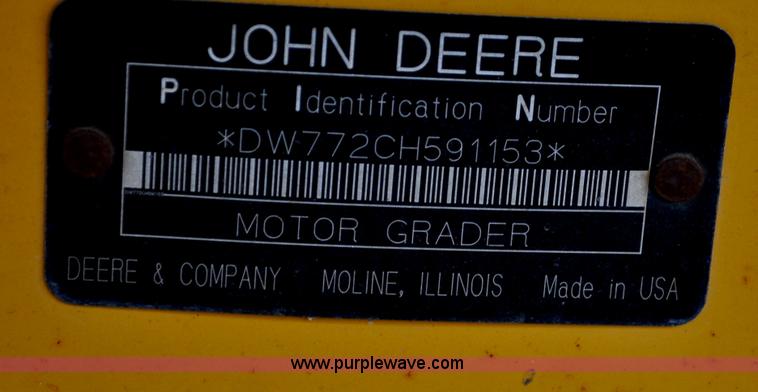 JOHN DEERE
Product Identification Number
*DW772CH591153*
MOTOR GRADER
DEERE & COMPANY MOLINE, ILLINOIS Made in USA
www.purplewave.com